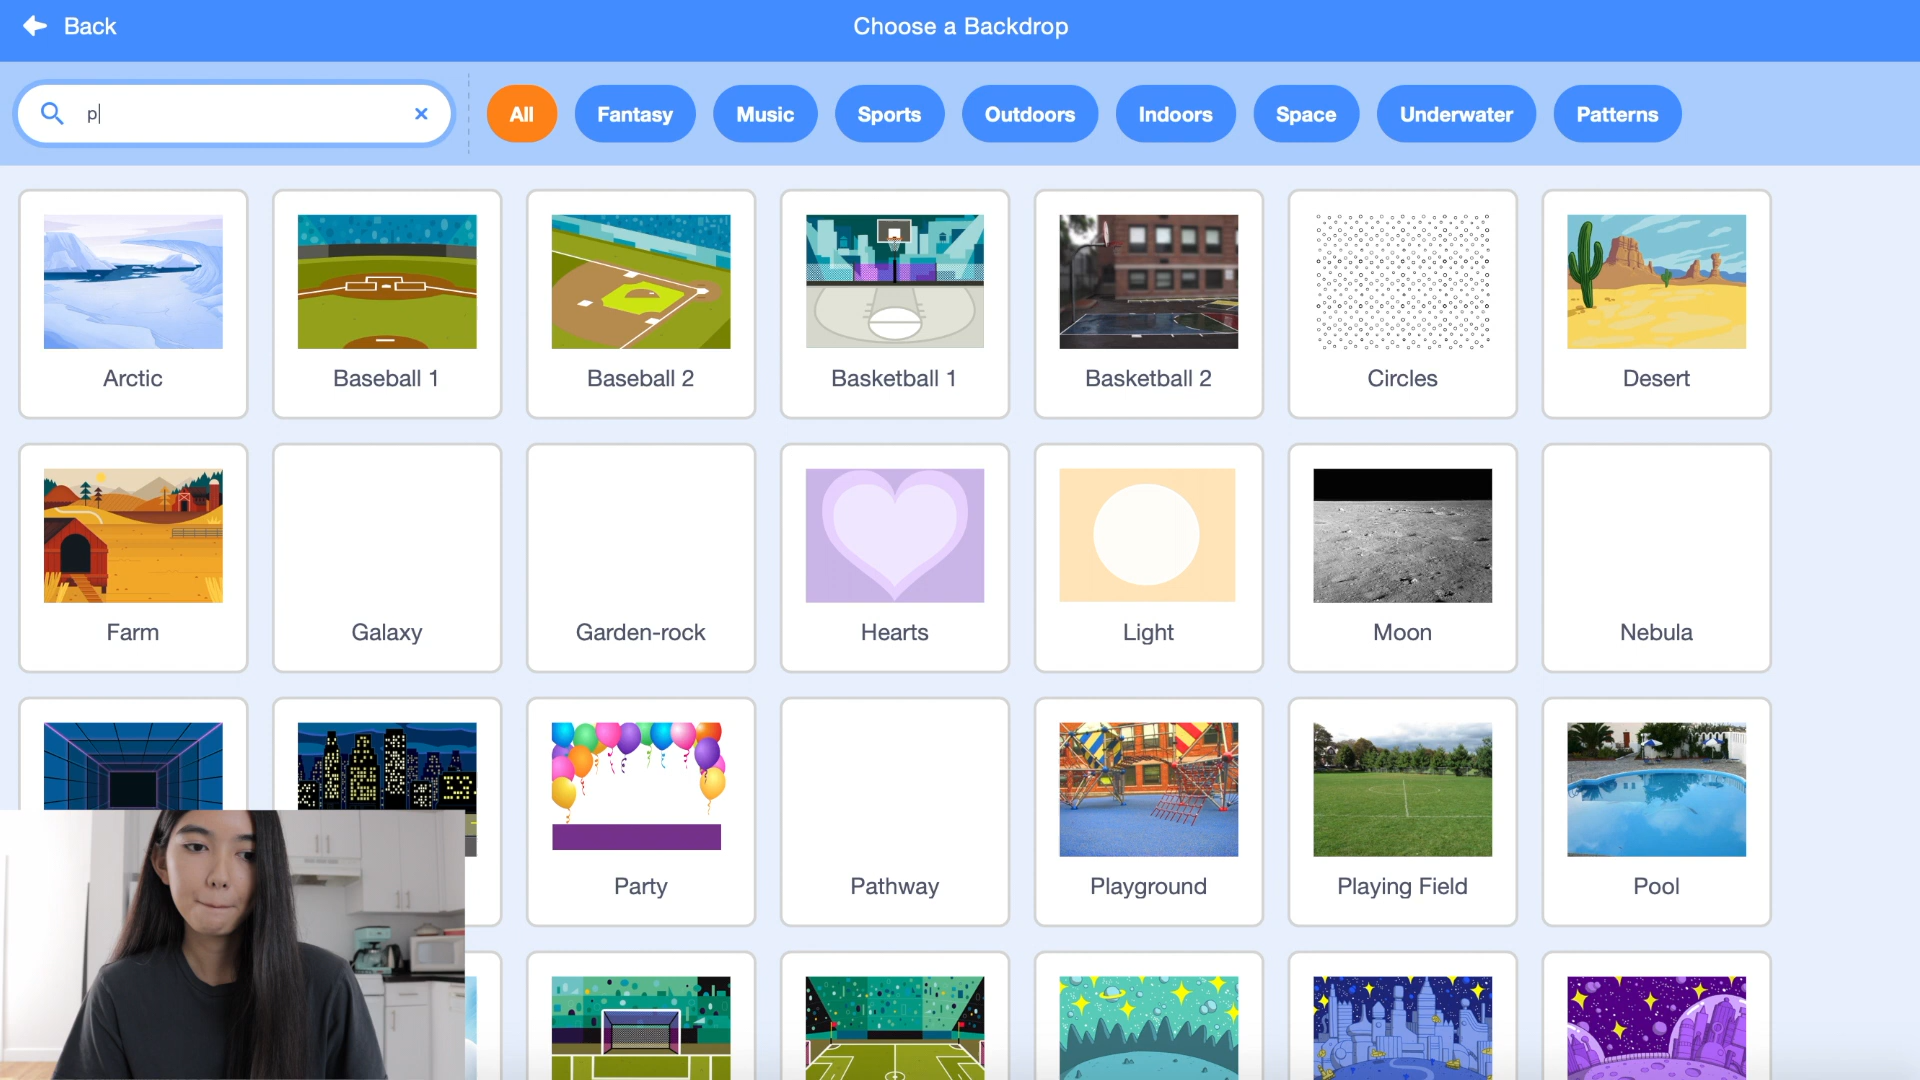 Back
Choose a Backdrop
p
All
Fantasy
Music
Sports
Outdoors
Indoors
Space
Underwater
Patterns
Arctic
Baseball 1
Baseball 2
Basketball 1
Basketball 2
Circles
Desert
Farm
Galaxy
Garden-rock
Hearts
Light
Moon
Nebula
Party
Pathway
Playground
Playing Field
Pool